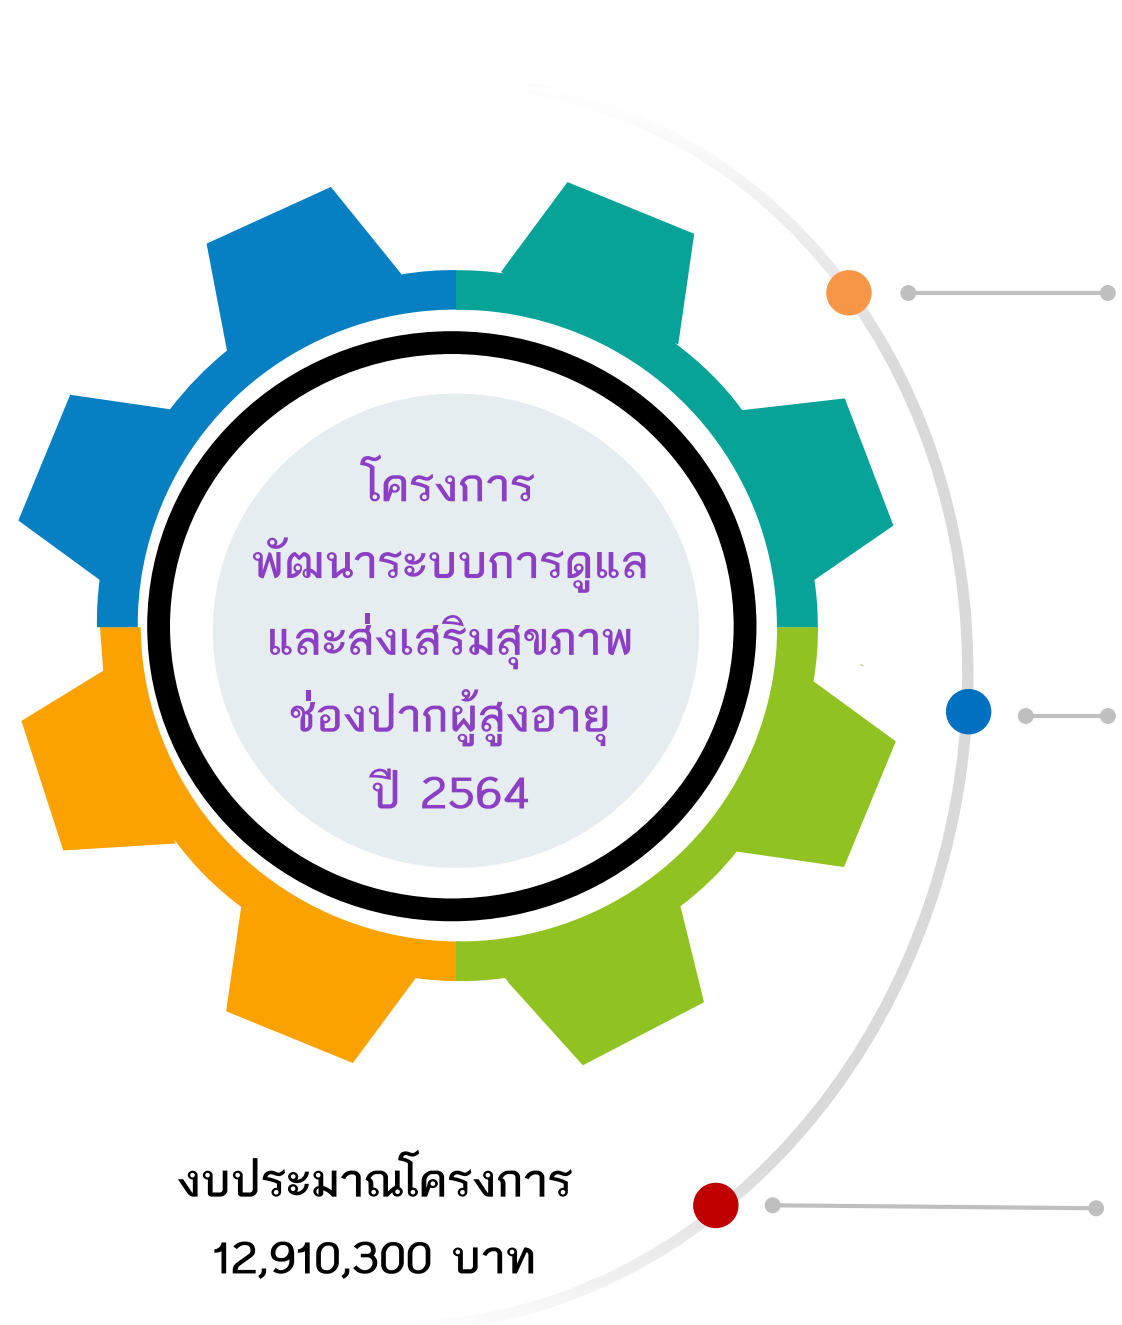 โครงการ
พัฒนาระบบการดูแล
และส่งเสริมสุขภาพ
ช่องปากผู้สูงอายุ
ปี 2564
งบประมาณโครงการ
12,910,300 บาท